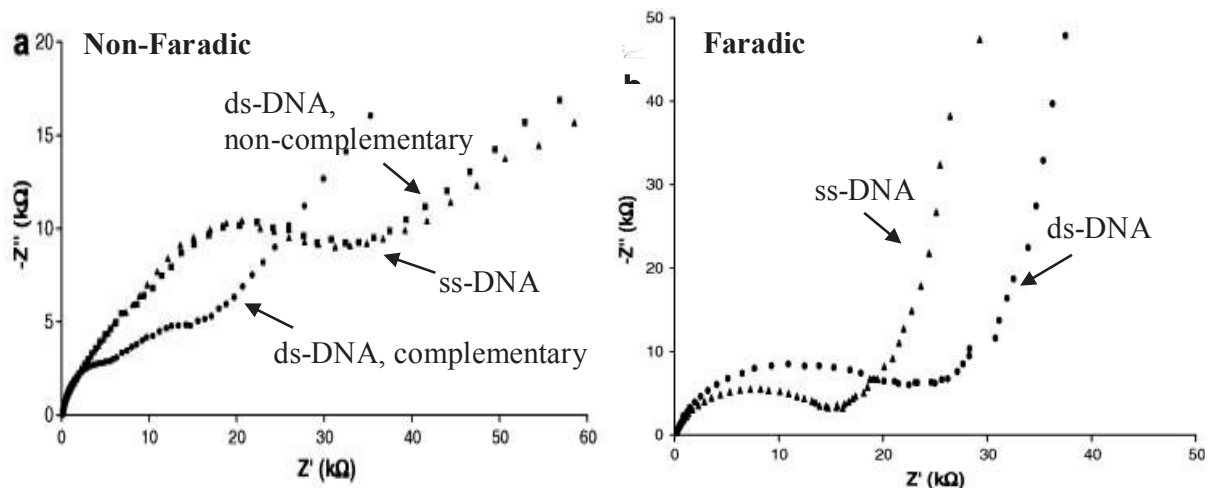 a Non-Faradic
20
15
10
5
0
-Z" (kΩ)
ds-DNA,
non-complementary
ss-DNA
ds-DNA, complementary
0 10 20 30 40 50 60
Z' (kΩ)
Faradic
50
40
30
20
10
0
-Z" (kΩ)
ss-DNA
ds-DNA
0 10 20 30 40 50
Z' (kΩ)